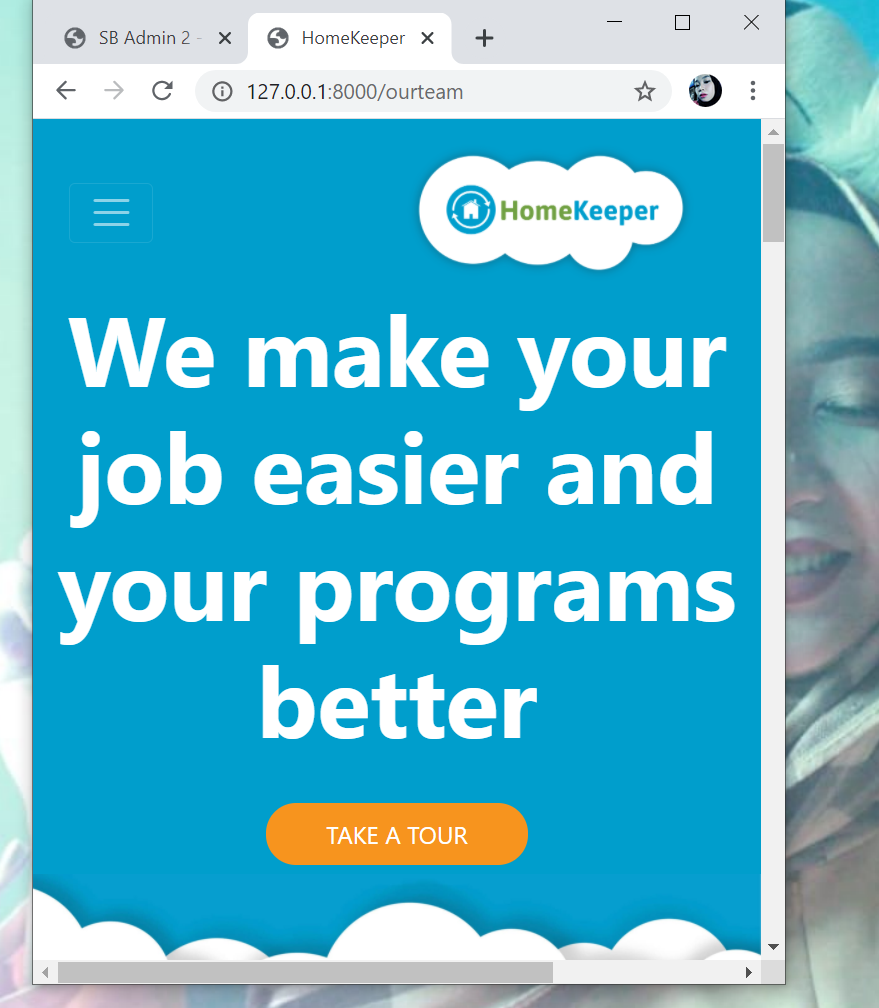 SB Admin 2 -
HomeKeeper
127.0.0.1:8000/ourteam
HomeKeeper
We make your
job easier and
your programs
better
TAKE A TOUR